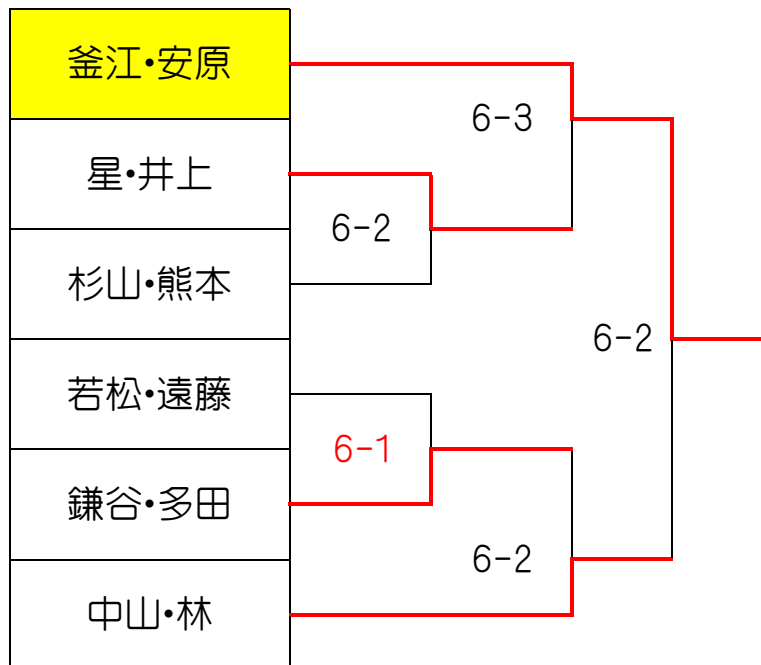 釜江・安原
6-3
星・井上
6-2
杉山・熊本
6-2
若松・遠藤
6-1
鎌谷・多田
6-2
中山・林